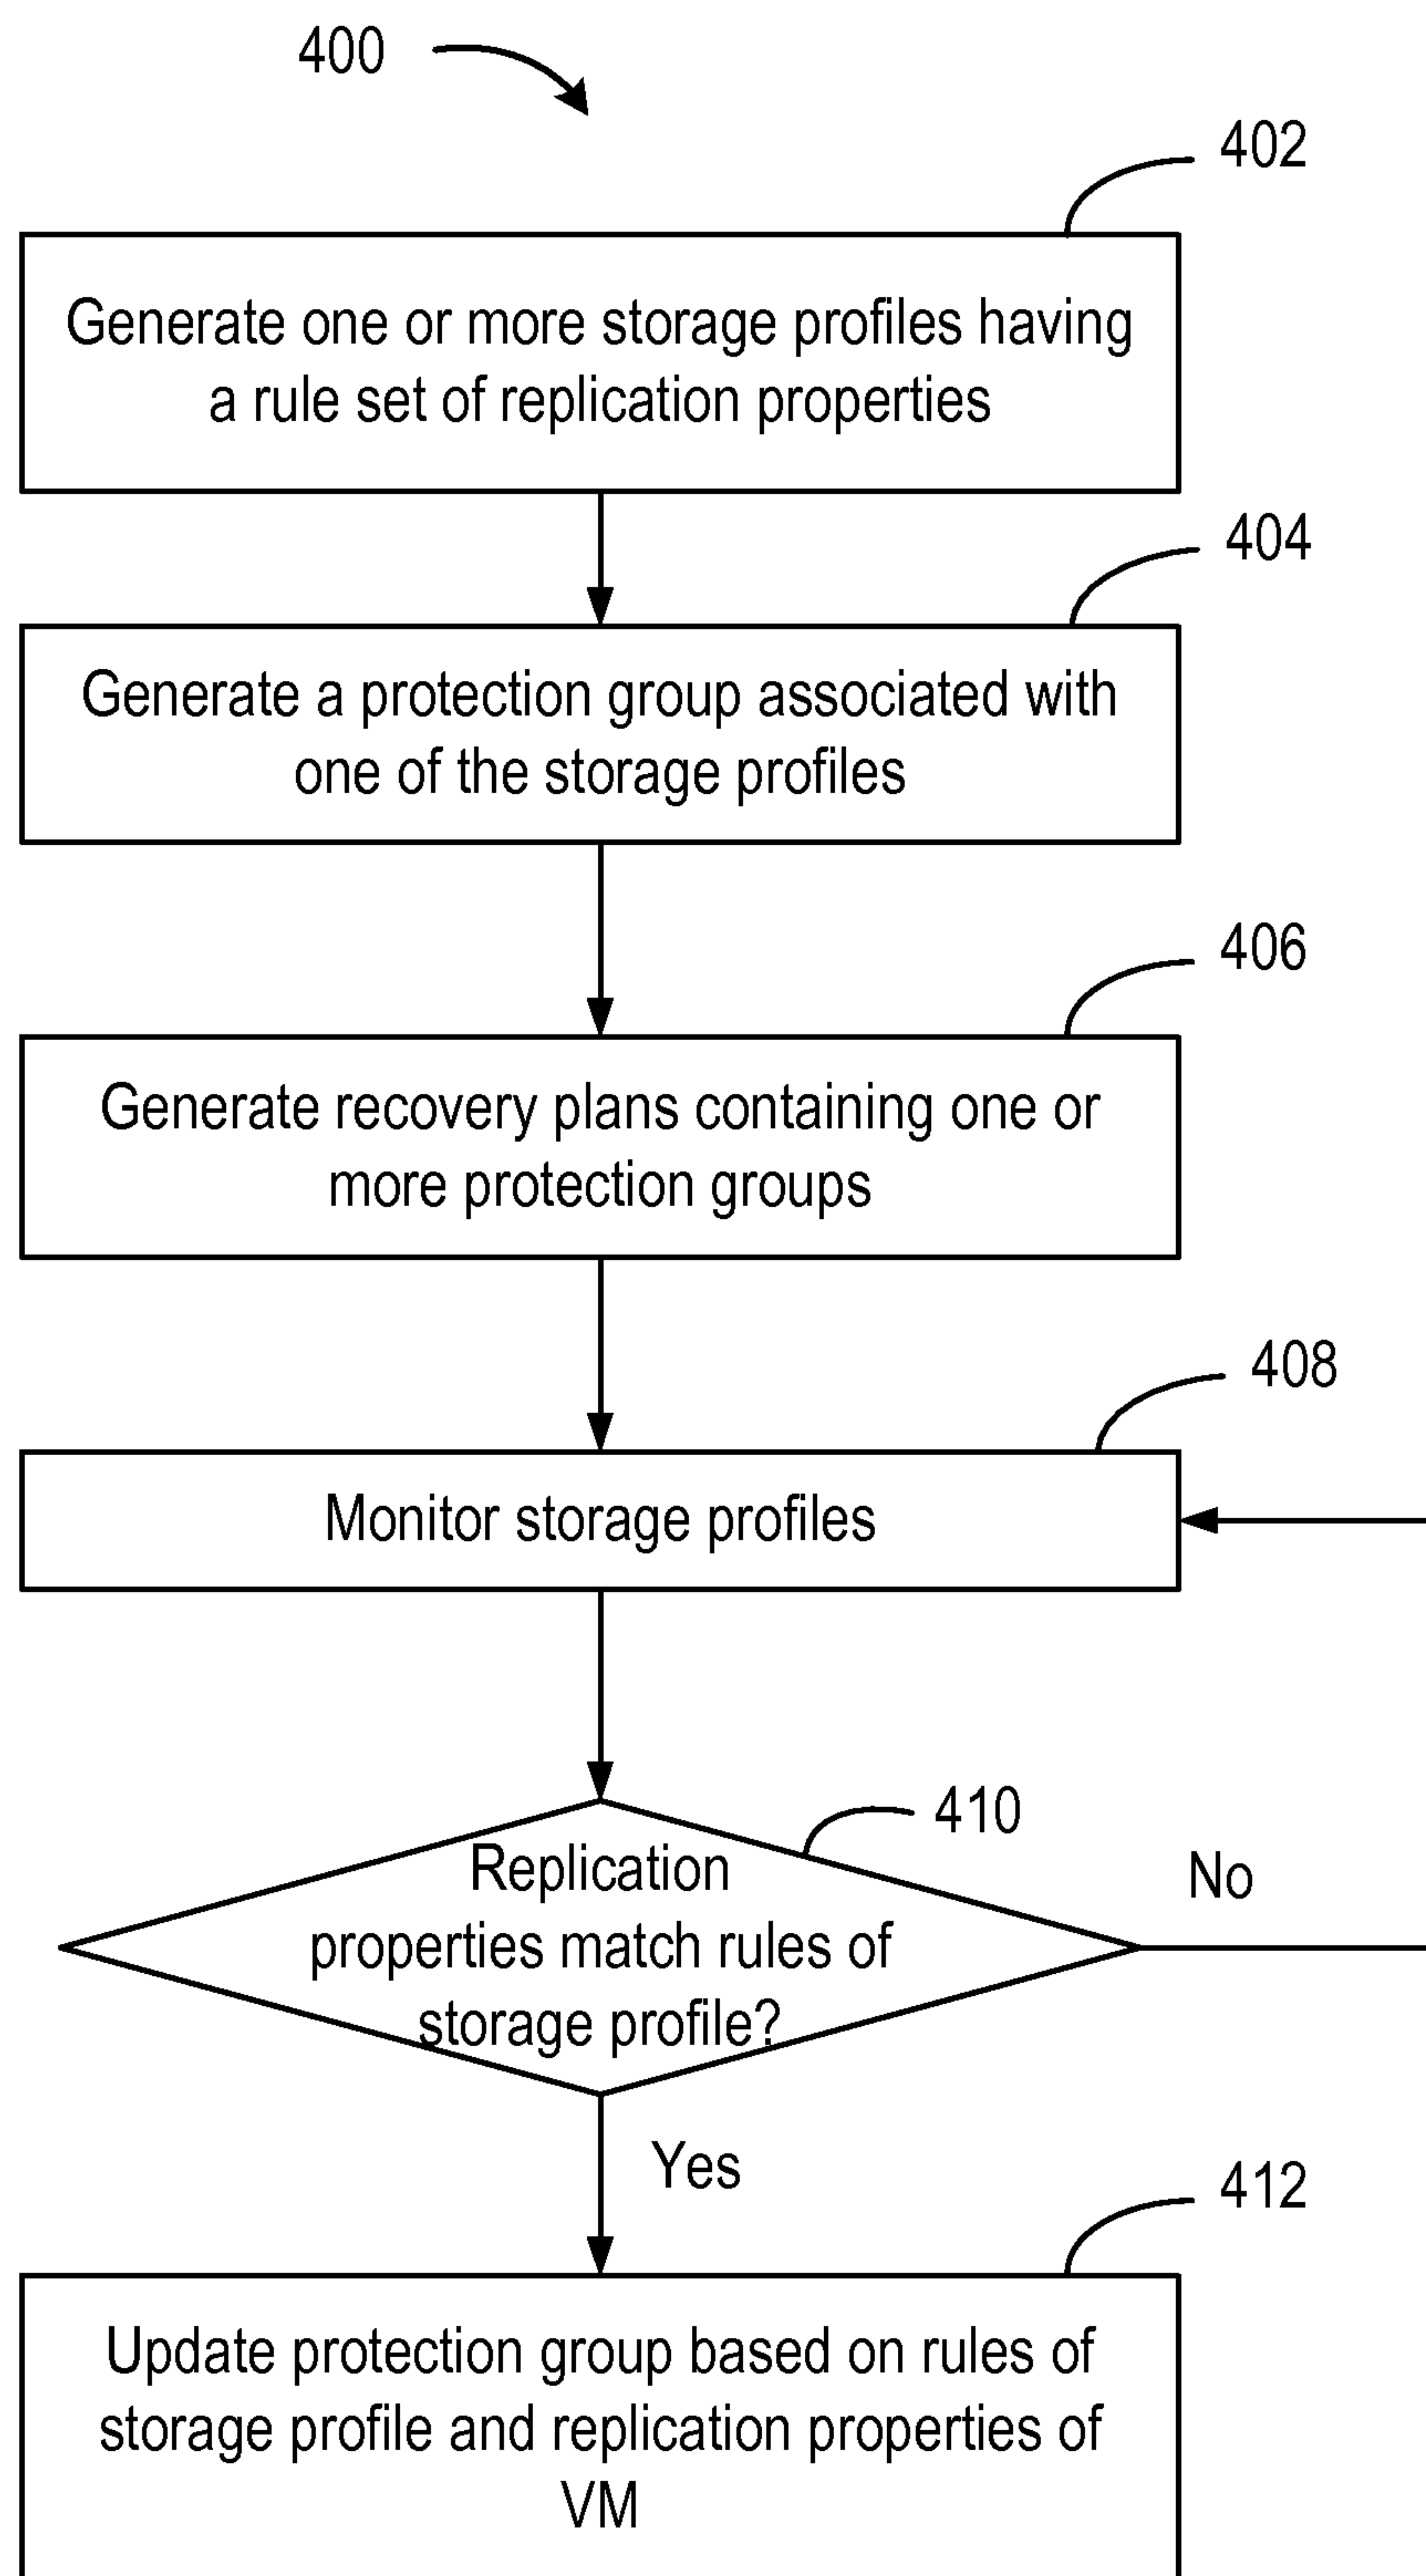 400
402
Generate one or more storage profiles having
a rule set of replication properties
404
Generate a protection group associated with
one of the storage profiles
406
Generate recovery plans containing one or
more protection groups
408
Monitor storage profiles
410
Replication
properties match rules of
storage profile?
No
Yes
412
Update protection group based on rules of
storage profile and replication properties of
VM